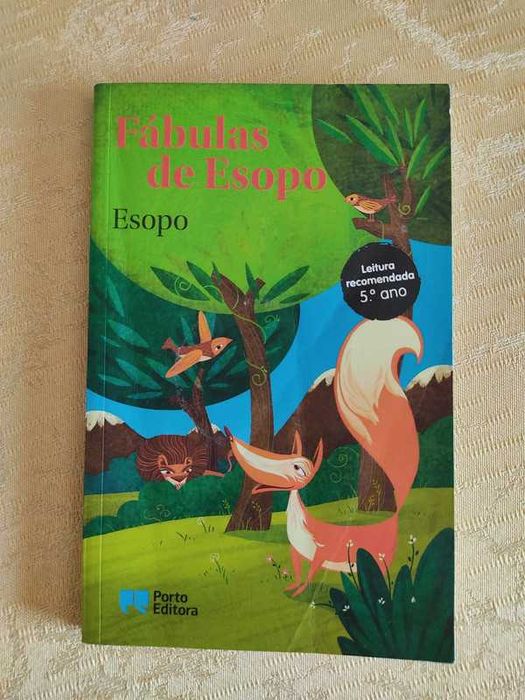 Fábulas
de Esopo
Esopo
Leitura
recomendada
5.º ano
Porto
Editora